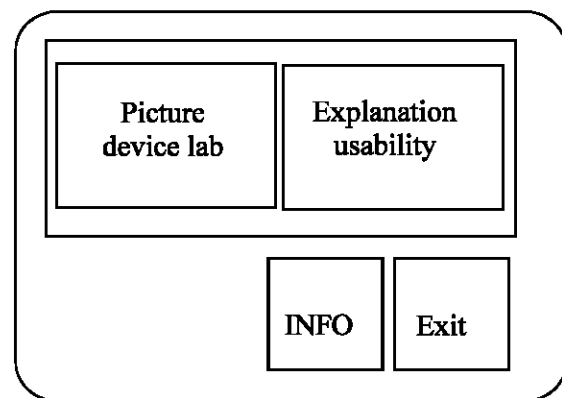 Picture
device lab
Explanation
usability
INFO
Exit